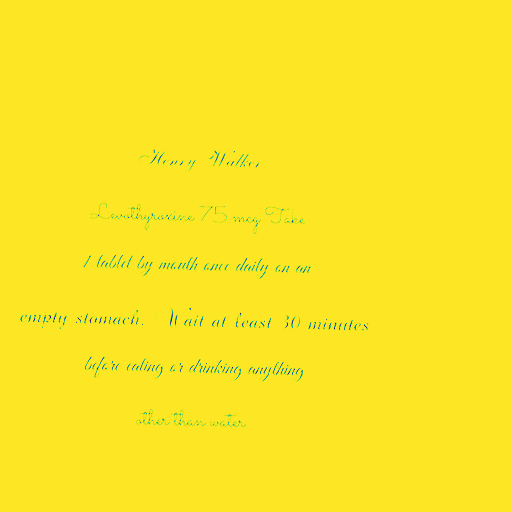 Henry Walker
Levothyroxine 75 mcg Take
1 tablet by mouth once daily on an
empty stomach. Wait at least 30 minutes
before eating or drinking anything
other than water